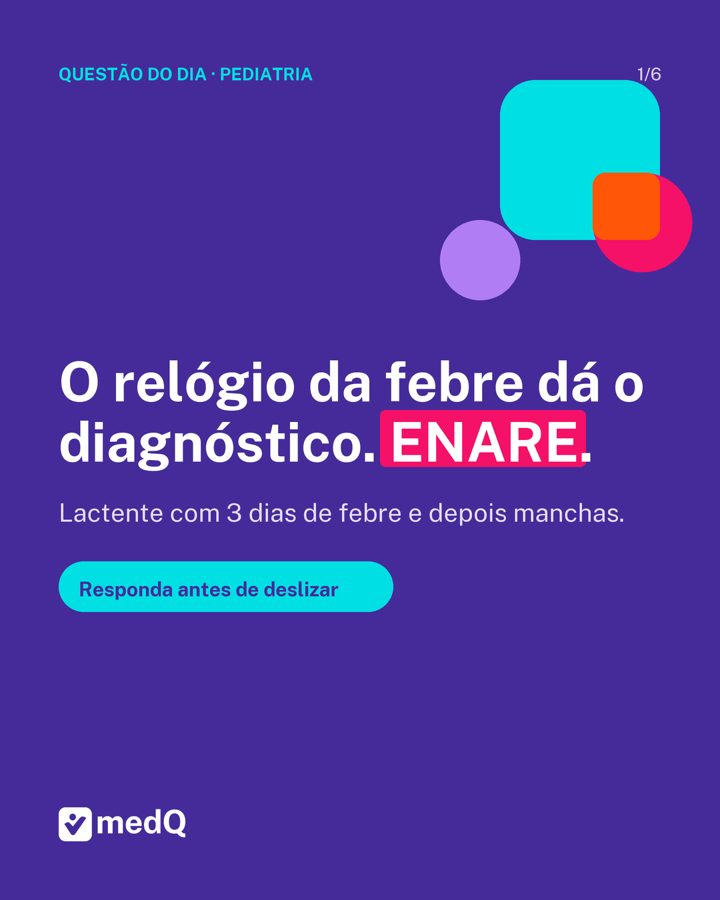 QUESTÃO DO DIA · PEDIATRIA
1/6
O relógio da febre dá o
diagnóstico. ENARE.
Lactente com 3 dias de febre e depois manchas.
Responda antes de deslizar
medQ